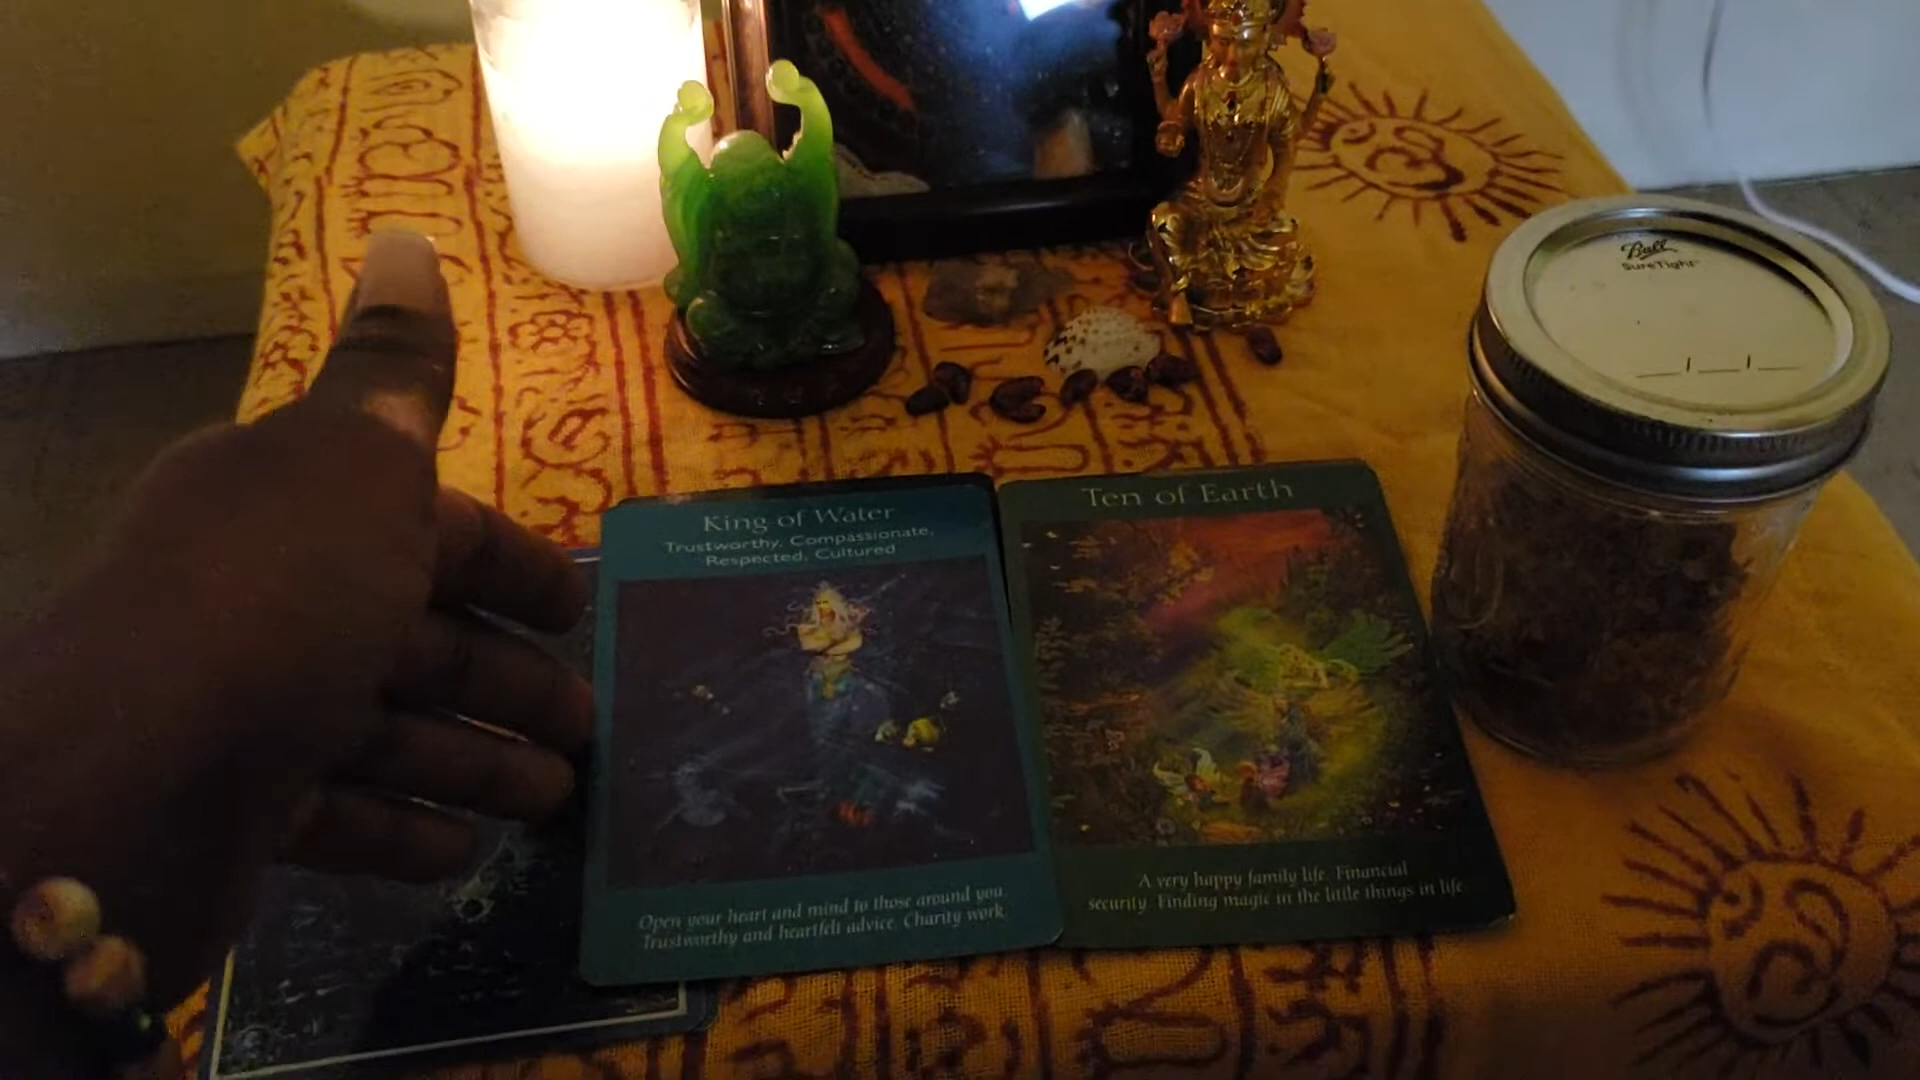 Ball
SureTight
King of Water
Trustworthy, Compassionate,
Respected, Cultured
Open your heart and mind to those around you.
Trustworthy and heartfelt advice. Charity work.
Ten of Earth
A very happy family life. Financial
security. Finding magic in the little things in life.